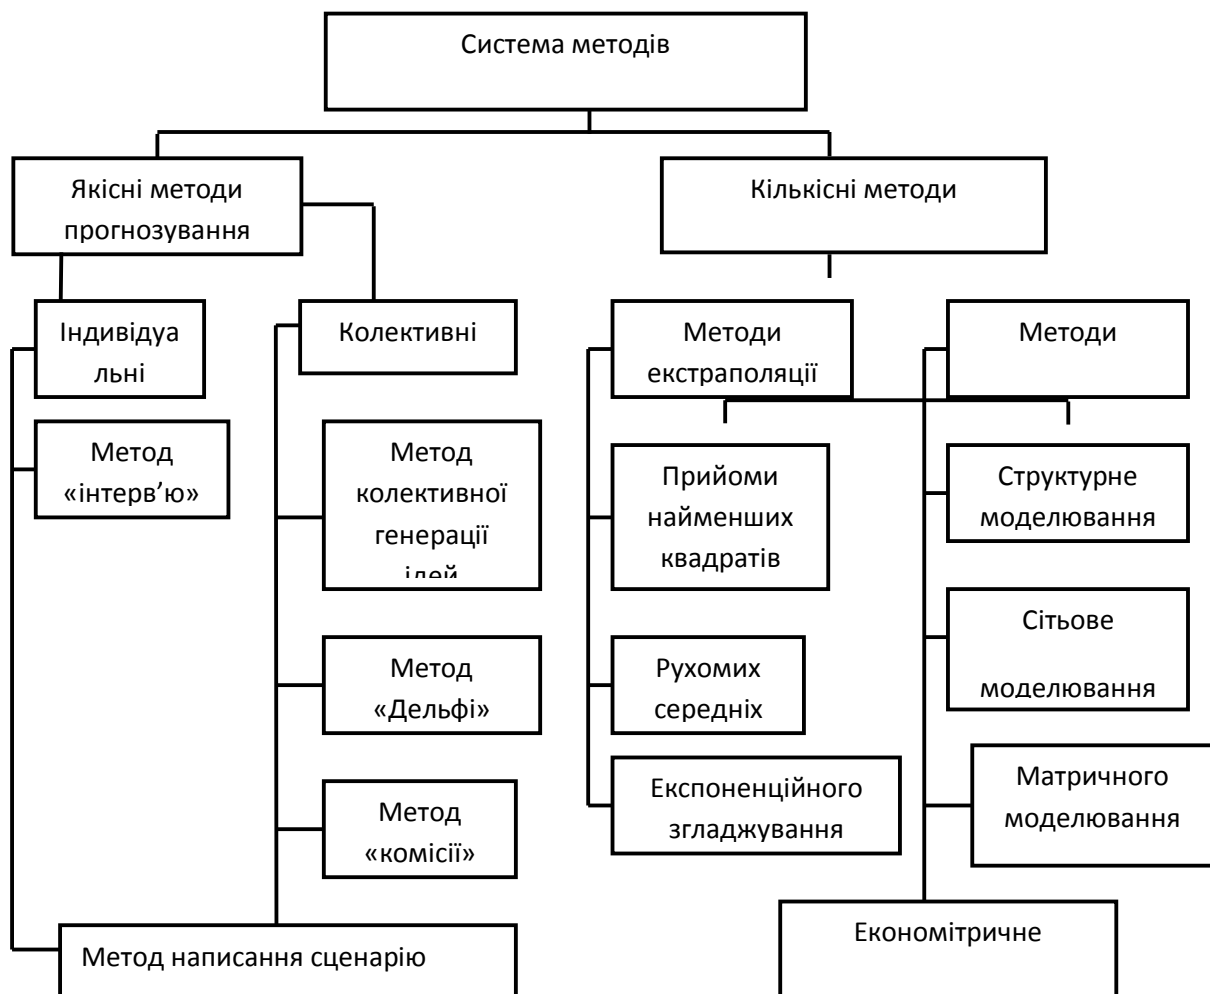 Система методів
Якісні методи
прогнозування
Кількісні методи
Індивідуа
льні
Колективні
Методи
екстраполяції
Методи
Метод
«інтерв’ю»
Метод
колективної
генерації
ідей
Прийоми
найменших
квадратів
Структурне
моделювання
Метод
«Дельфі»
Рухомих
середніх
Сітьове
моделювання
Метод
«комісії»
Експоненційного
згладжування
Матричного
моделювання
Метод написання сценарію
Економітричне